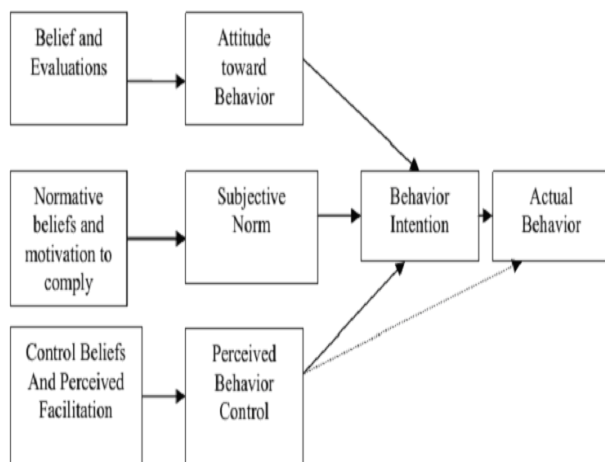 Belief and
Evaluations
Attitude
toward
Behavior
Normative
beliefs and
motivation to
comply
Subjective
Norm
Behavior
Intention
Actual
Behavior
Control Beliefs
And Perceived
Facilitation
Perceived
Behavior
Control